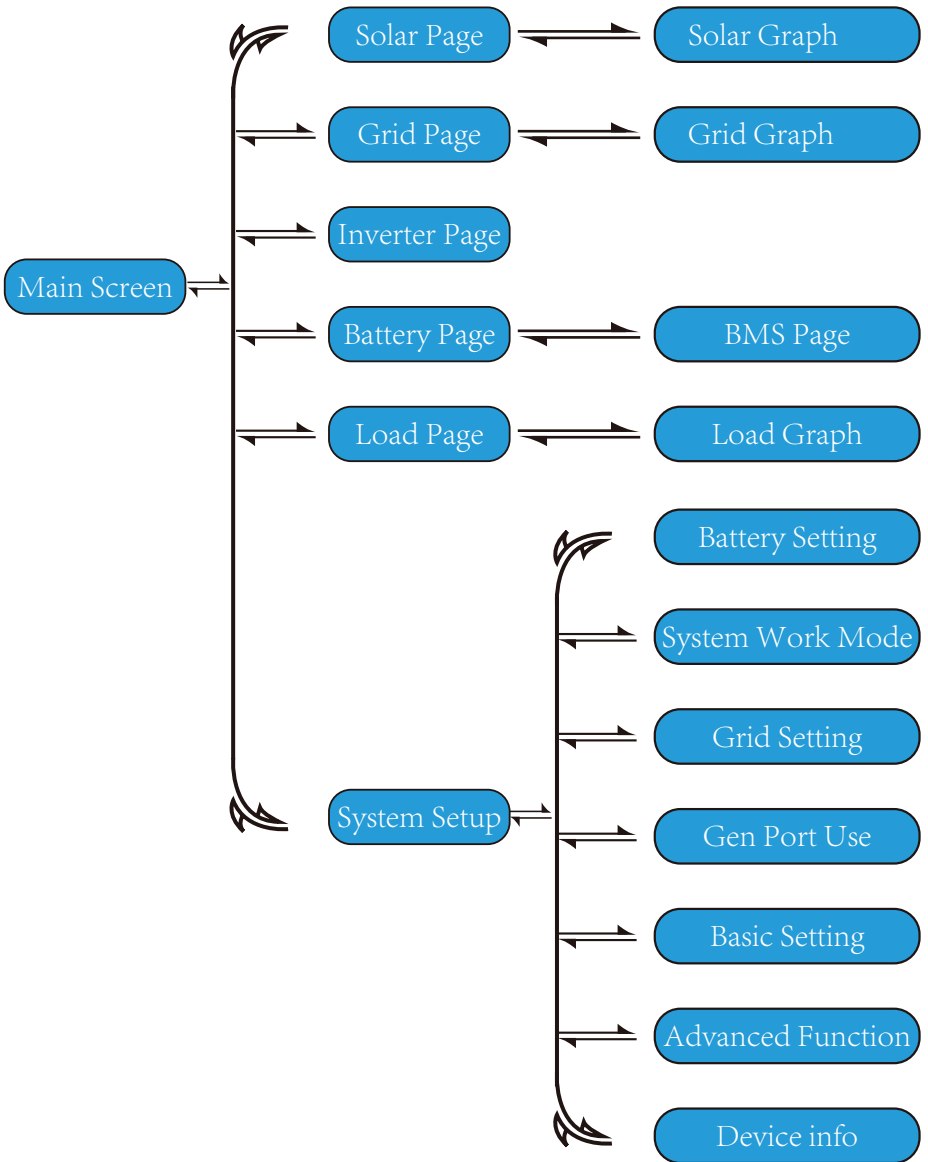 Solar Page
Solar Graph
Grid Page
Grid Graph
Inverter Page
Main Screen
Battery Page
BMS Page
Load Page
Load Graph
Battery Setting
System Work Mode
Grid Setting
System Setup
Gen Port Use
Basic Setting
Advanced Function
Device info